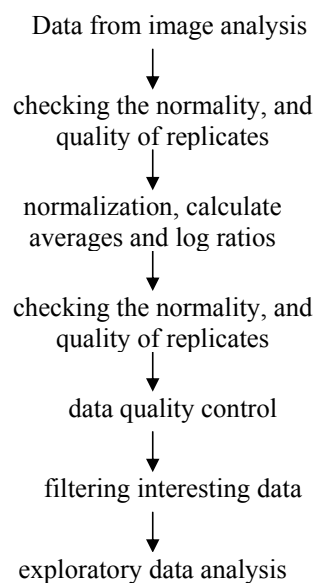 Data from image analysis
checking the normality, and
quality of replicates
normalization, calculate
averages and log ratios
checking the normality, and
quality of replicates
data quality control
filtering interesting data
exploratory data analysis